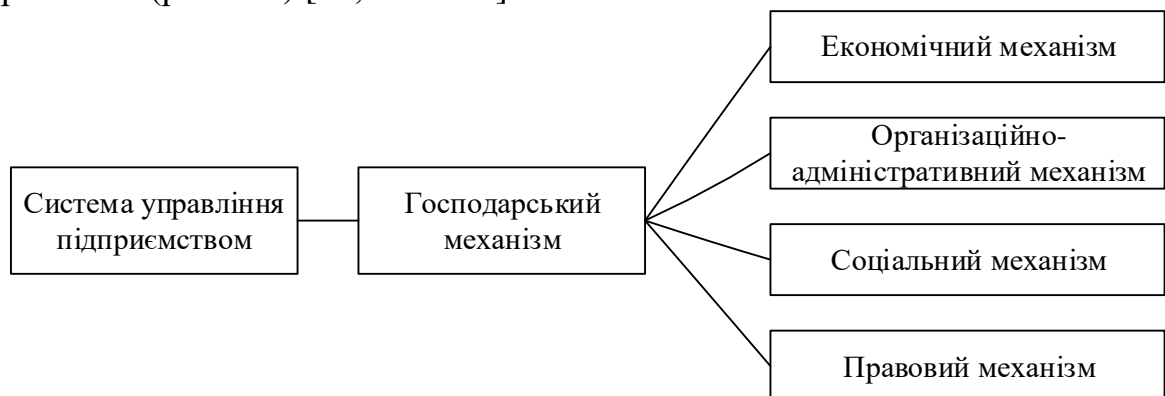 Система управління
підприємством
Господарський
механізм
Економічний механізм
Організаційно-
адміністративний механізм
Соціальний механізм
Правовий механізм